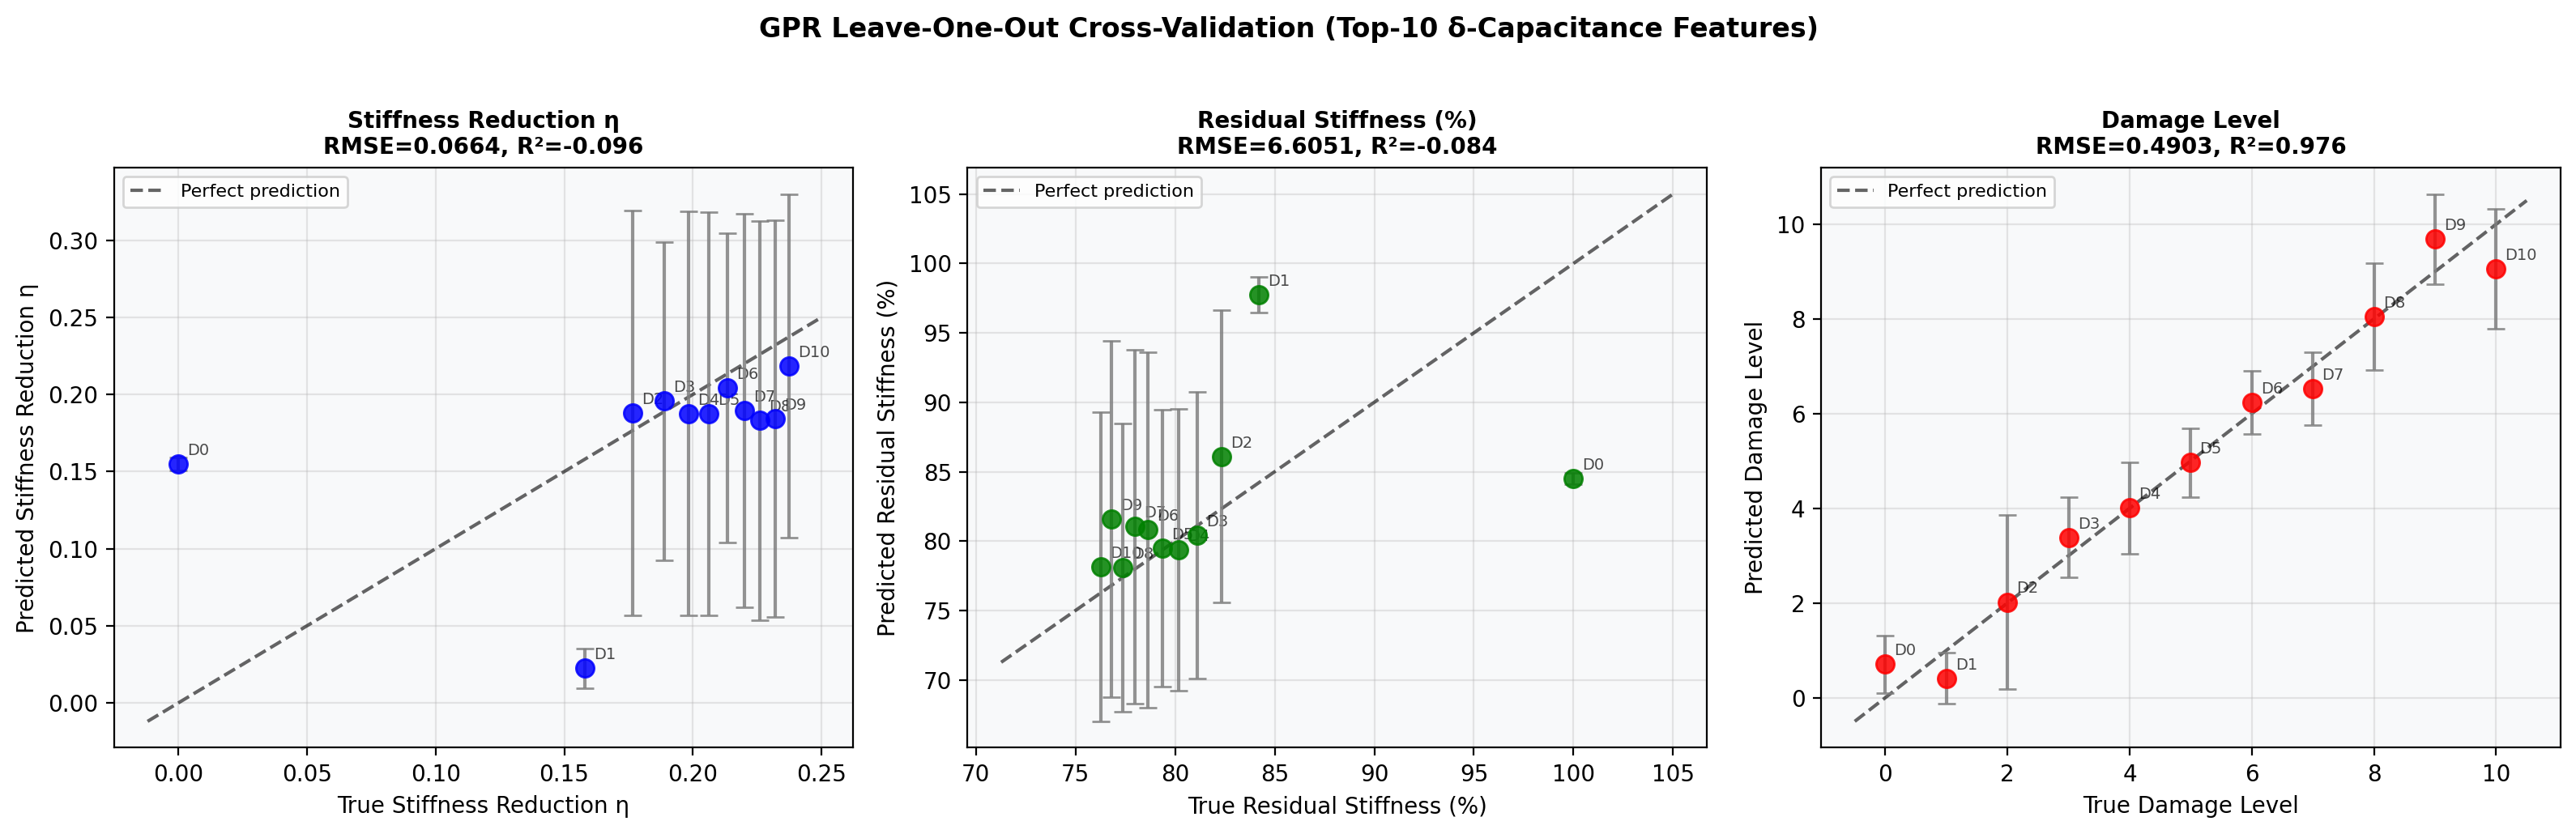 GPR Leave-One-Out Cross-Validation (Top-10 δ-Capacitance Features)
Stiffness Reduction η
RMSE=0.0664, R²=-0.096
Perfect prediction
Predicted Stiffness Reduction η
0.30
0.25
0.20
0.15
0.10
0.05
0.00
D0
D1
D3
D4
D5
D6
D7
D8
D9
D10
0.00
0.05
0.10
0.15
0.20
0.25
True Stiffness Reduction η
Residual Stiffness (%)
RMSE=6.6051, R²=-0.084
Perfect prediction
Predicted Residual Stiffness (%)
105
100
95
90
85
80
75
70
D1
D2
D0
D9
D7
D6
D3
D5
D10
D8
70
75
80
85
90
95
100
105
True Residual Stiffness (%)
Damage Level
RMSE=0.4903, R²=0.976
Perfect prediction
Predicted Damage Level
10
8
6
4
2
0
D0
D1
D2
D3
D4
D5
D6
D7
D8
D9
D10
0
2
4
6
8
10
True Damage Level